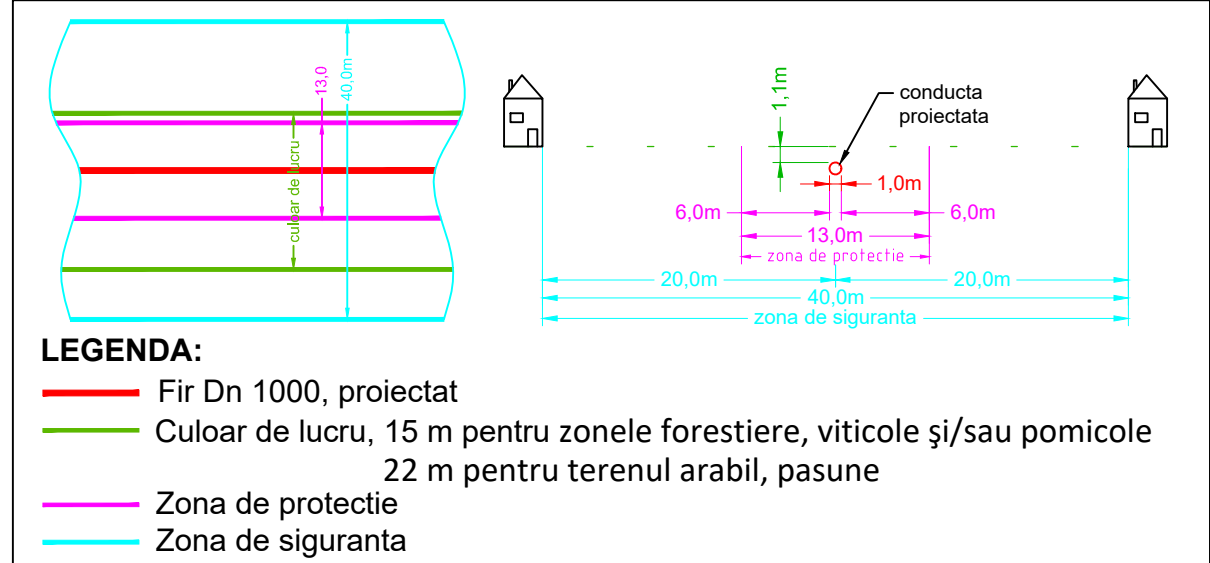 13,0
40,0m
culoar de lucru
1,1m
conducta
proiectata
1,0m
6,0m
6,0m
13,0m
zona de protectie
20,0m
20,0m
40,0m
zona de siguranta
LEGENDA:
Fir Dn 1000, proiectat
Culoar de lucru, 15 m pentru zonele forestiere, viticole şi/sau pomicole
22 m pentru terenul arabil, pasune
Zona de protectie
Zona de siguranta